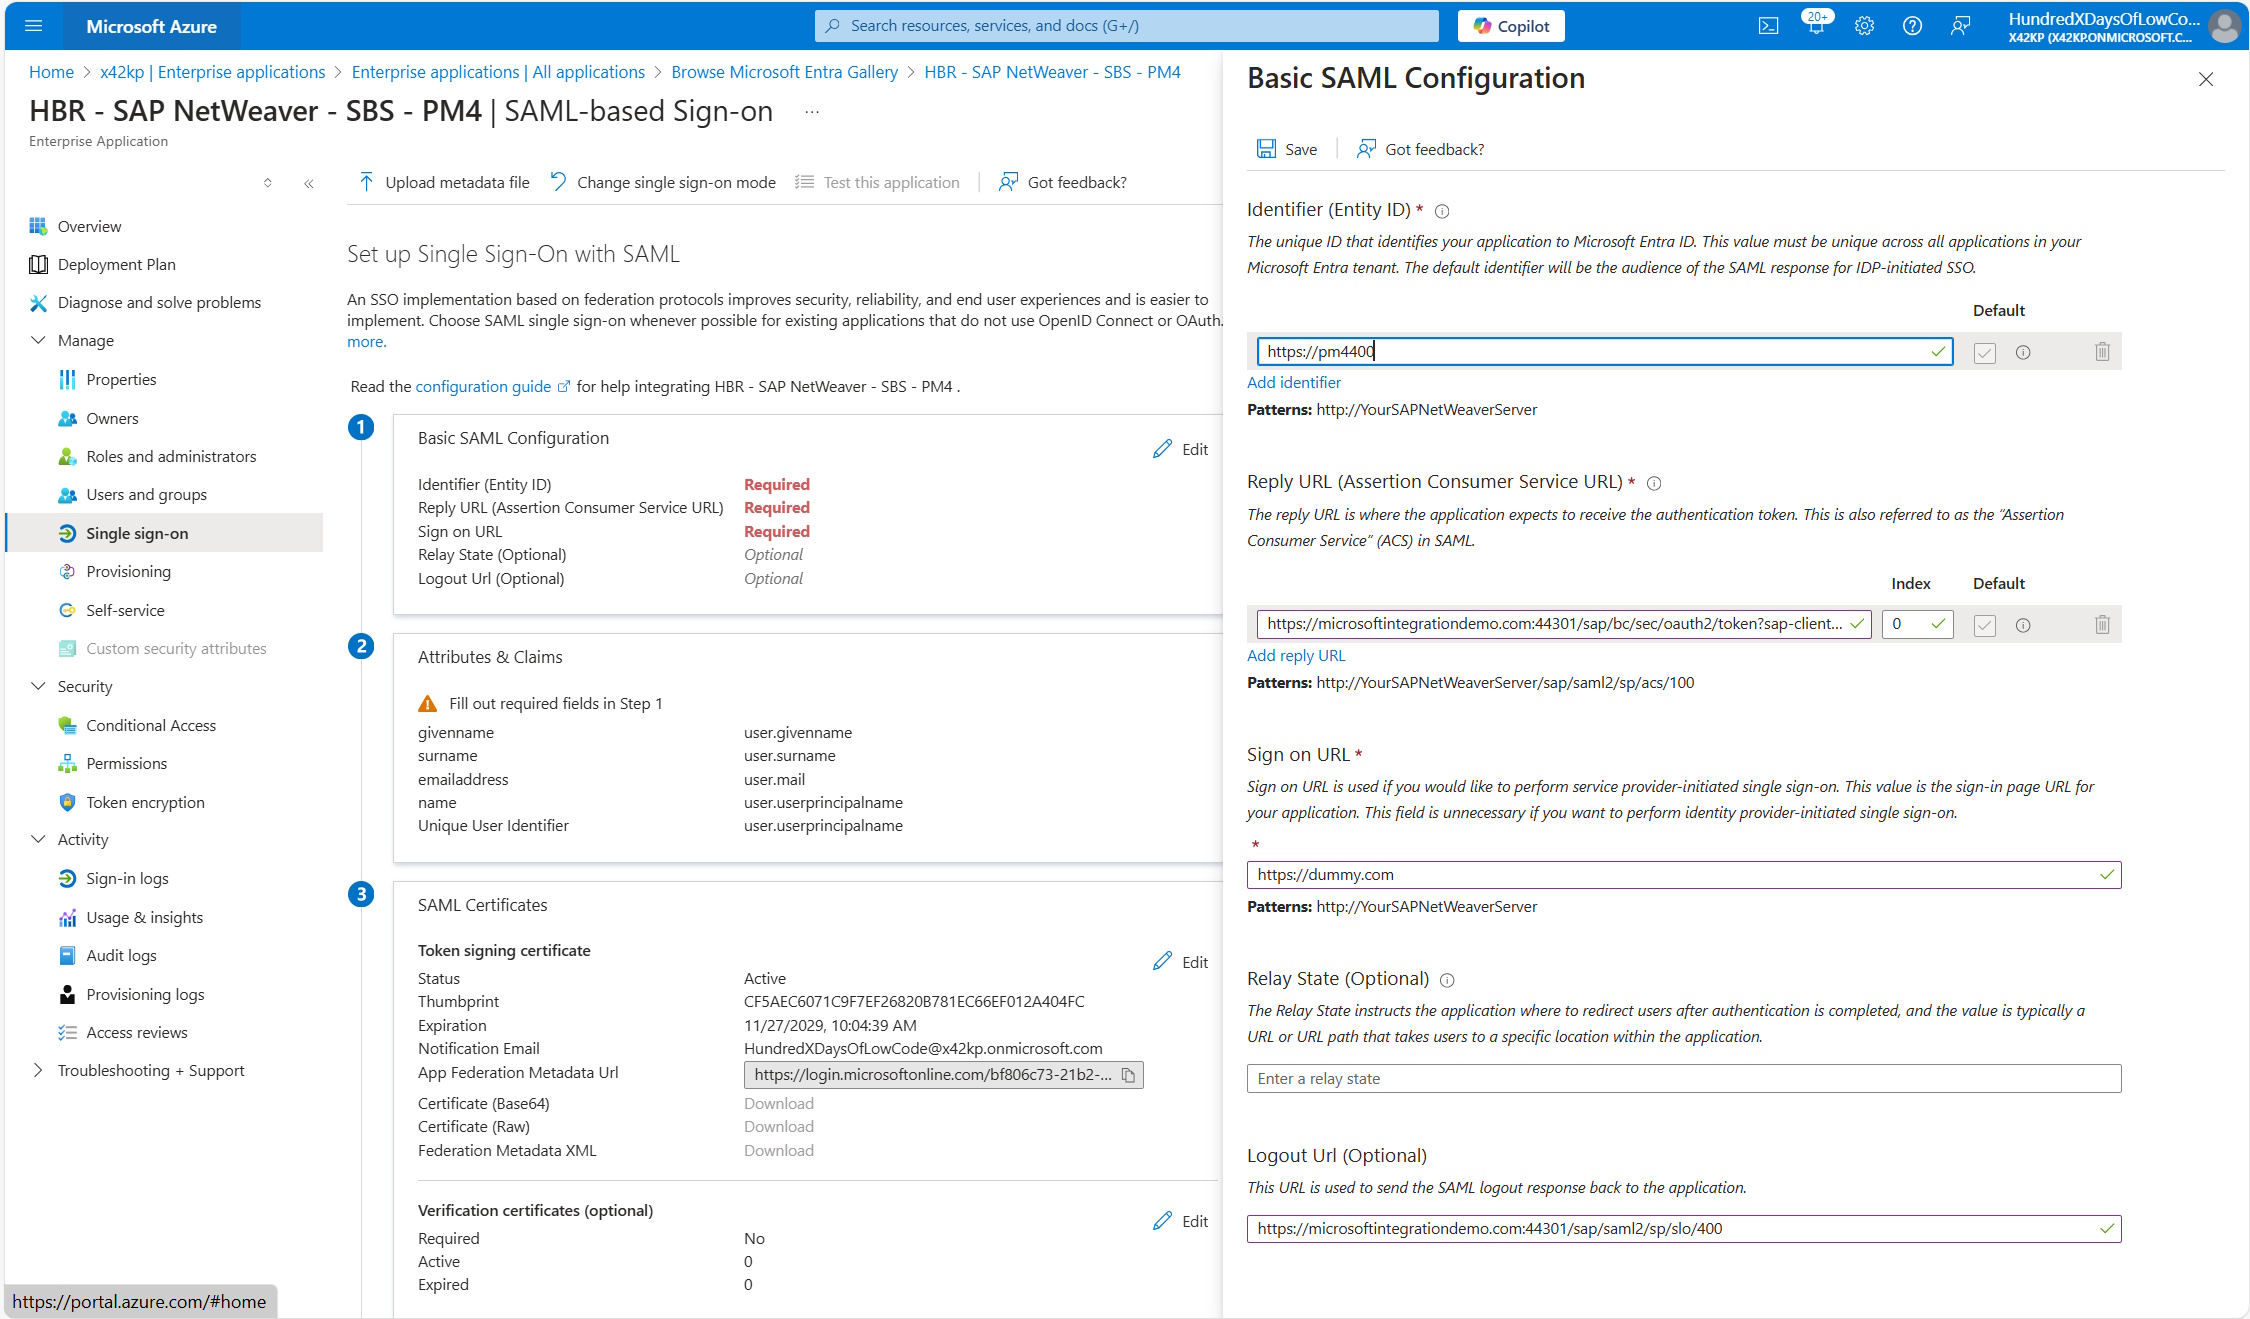 Microsoft Azure
Search resources, services, and docs (G+/)
Copilot
20+
HundredXDaysOfLowCo...
X42KP (X42KP.ONMICROSOFT.C...
Home > x42kp | Enterprise applications > Enterprise applications | All applications > Browse Microsoft Entra Gallery > HBR - SAP NetWeaver - SBS - PM4
HBR - SAP NetWeaver - SBS - PM4 | SAML-based Sign-on ...
Enterprise Application
Overview
Deployment Plan
Diagnose and solve problems
Manage
Properties
Owners
Roles and administrators
Users and groups
Single sign-on
Provisioning
Self-service
Custom security attributes
Security
Conditional Access
Permissions
Token encryption
Activity
Sign-in logs
Usage & insights
Audit logs
Provisioning logs
Access reviews
Troubleshooting + Support
https://portal.azure.com/#home
Upload metadata file
Change single sign-on mode
Test this application
Got feedback?
Set up Single Sign-On with SAML
An SSO implementation based on federation protocols improves security, reliability, and end user experiences and is easier to
implement. Choose SAML single sign-on whenever possible for existing applications that do not use OpenID Connect or OAuth.
more.
Read the configuration guide for help integrating HBR - SAP NetWeaver - SBS - PM4 .
1
Basic SAML Configuration
Edit
Identifier (Entity ID) Required
Reply URL (Assertion Consumer Service URL) Required
Sign on URL Required
Relay State (Optional) Optional
Logout Url (Optional) Optional
2
Attributes & Claims
Fill out required fields in Step 1
givenname user.givenname
surname user.surname
emailaddress user.mail
name user.userprincipalname
Unique User Identifier user.userprincipalname
3
SAML Certificates
Token signing certificate
Edit
Status Active
Thumbprint CF5AEC6071C9F7EF26820B781EC66EF012A404FC
Expiration 11/27/2029, 10:04:39 AM
Notification Email HundredXDaysOfLowCode@x42kp.onmicrosoft.com
App Federation Metadata Url https://login.microsoftonline.com/bf806c73-21b2-...
Certificate (Base64) Download
Certificate (Raw) Download
Federation Metadata XML Download
Verification certificates (optional)
Edit
Required No
Active 0
Expired 0
Basic SAML Configuration
Save
Got feedback?
Identifier (Entity ID) *
The unique ID that identifies your application to Microsoft Entra ID. This value must be unique across all applications in your
Microsoft Entra tenant. The default identifier will be the audience of the SAML response for IDP-initiated SSO.
Default
https://pm4400
Add identifier
Patterns: http://YourSAPNetWeaverServer
Reply URL (Assertion Consumer Service URL) *
The reply URL is where the application expects to receive the authentication token. This is also referred to as the “Assertion
Consumer Service” (ACS) in SAML.
Index Default
https://microsoftintegrationdemo.com:44301/sap/bc/sec/oauth2/token?sap-client... 0
Add reply URL
Patterns: http://YourSAPNetWeaverServer/sap/saml2/sp/acs/100
Sign on URL *
Sign on URL is used if you would like to perform service provider-initiated single sign-on. This value is the sign-in page URL for
your application. This field is unnecessary if you want to perform identity provider-initiated single sign-on.
*
https://dummy.com
Patterns: http://YourSAPNetWeaverServer
Relay State (Optional)
The Relay State instructs the application where to redirect users after authentication is completed, and the value is typically a
URL or URL path that takes users to a specific location within the application.
Enter a relay state
Logout Url (Optional)
This URL is used to send the SAML logout response back to the application.
https://microsoftintegrationdemo.com:44301/sap/saml2/sp/slo/400